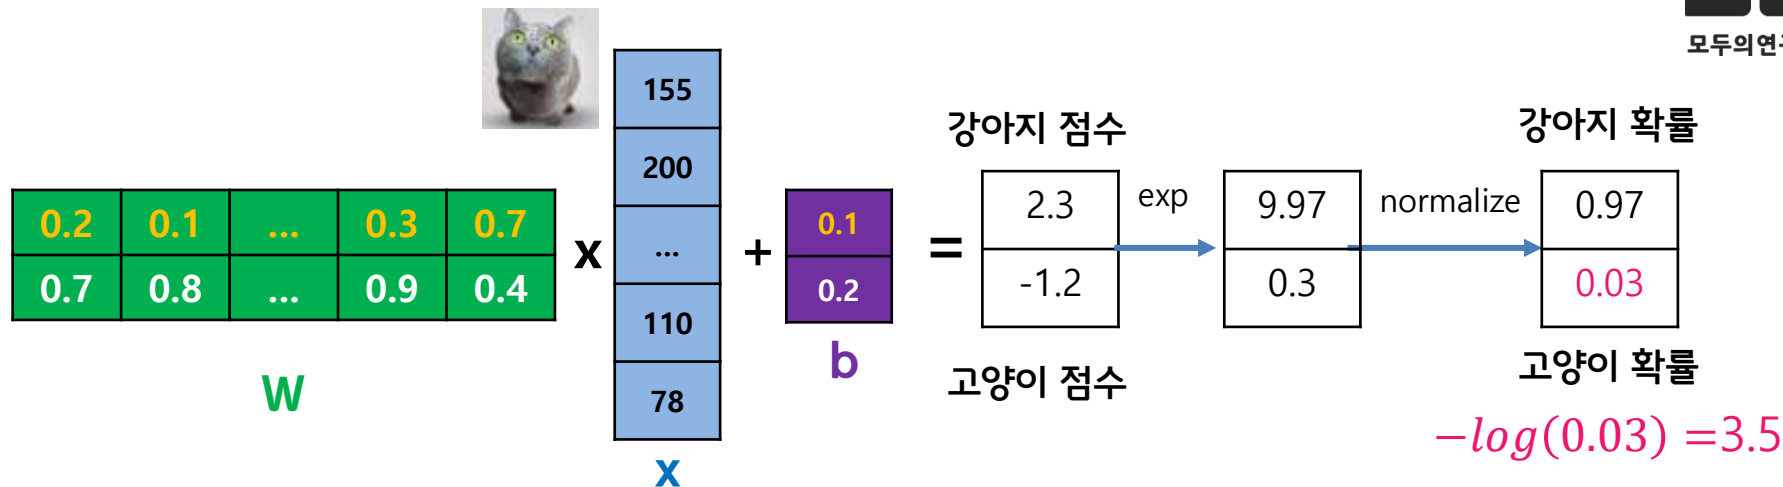 모두의연
155
200
...
110
78
x
0.2 0.1 ... 0.3 0.7
0.7 0.8 ... 0.9 0.4
W
x
+
0.1
0.2
b
=
강아지 점수
2.3
-1.2
고양이 점수
exp
9.97
0.3
normalize
강아지 확률
0.97
0.03
고양이 확률
-log(0.03) =3.5